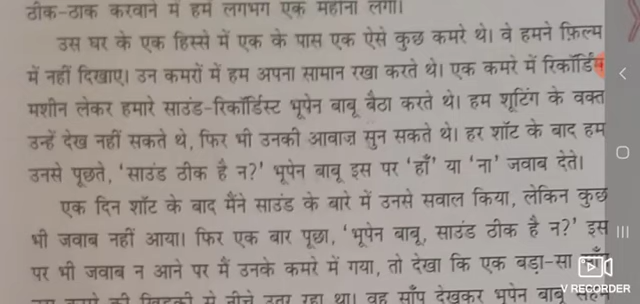 ठीक-ठाक करवाने में हमें लगभग एक महीना लगा।
उस घर के एक हिस्से में एक के पास एक ऐसे कुछ कमरे थे। वे हमने फ़िल्म
में नहीं दिखाए। उन कमरों में हम अपना सामान रखा करते थे। एक कमरे में रिकॉर्डिंग
मशीन लेकर हमारे साउंड-रिकॉर्डिस्ट भूपेन बाबू बैठा करते थे। हम शूटिंग के वक्त
उन्हें देख नहीं सकते थे, फिर भी उनकी आवाज़ सुन सकते थे। हर शॉट के बाद हम
उनसे पूछते, 'साउंड ठीक है न?' भूपेन बाबू इस पर 'हाँ' या 'ना' जवाब देते।
एक दिन शॉट के बाद मैंने साउंड के बारे में उनसे सवाल किया, लेकिन कुछ
भी जवाब नहीं आया। फिर एक बार पूछा, 'भूपेन बाबू, साउंड ठीक है न?' इस
पर भी जवाब न आने पर मैं उनके कमरे में गया, तो देखा कि एक बड़ा-सा साँप
की खिड़की से नीचे उतर रहा था। वह साँप देखकर भूपेन बाबू
V RECORDER